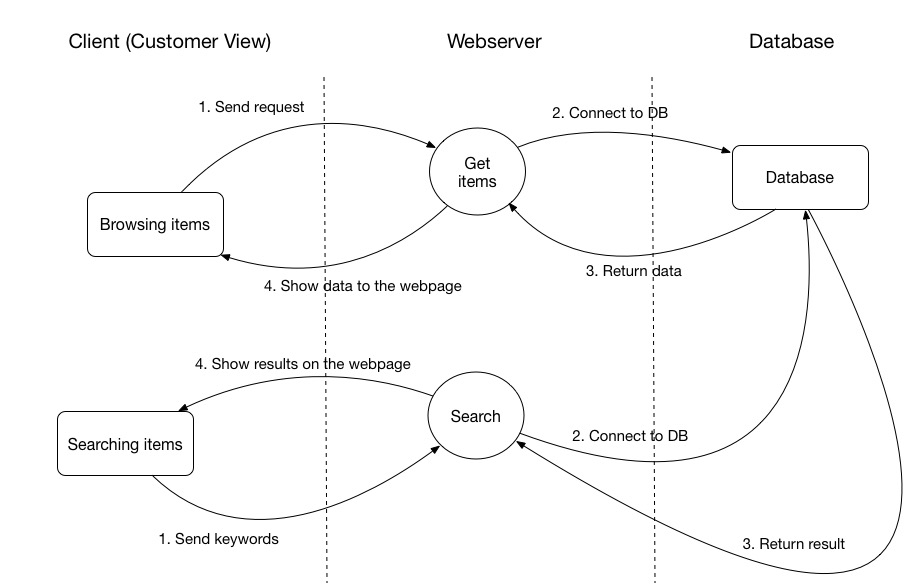 Client (Customer View)
Webserver
Database
1. Send request
2. Connect to DB
Get
items
Database
Browsing items
3. Return data
4. Show data to the webpage
4. Show results on the webpage
Search
Searching items
2. Connect to DB
1. Send keywords
3. Return result